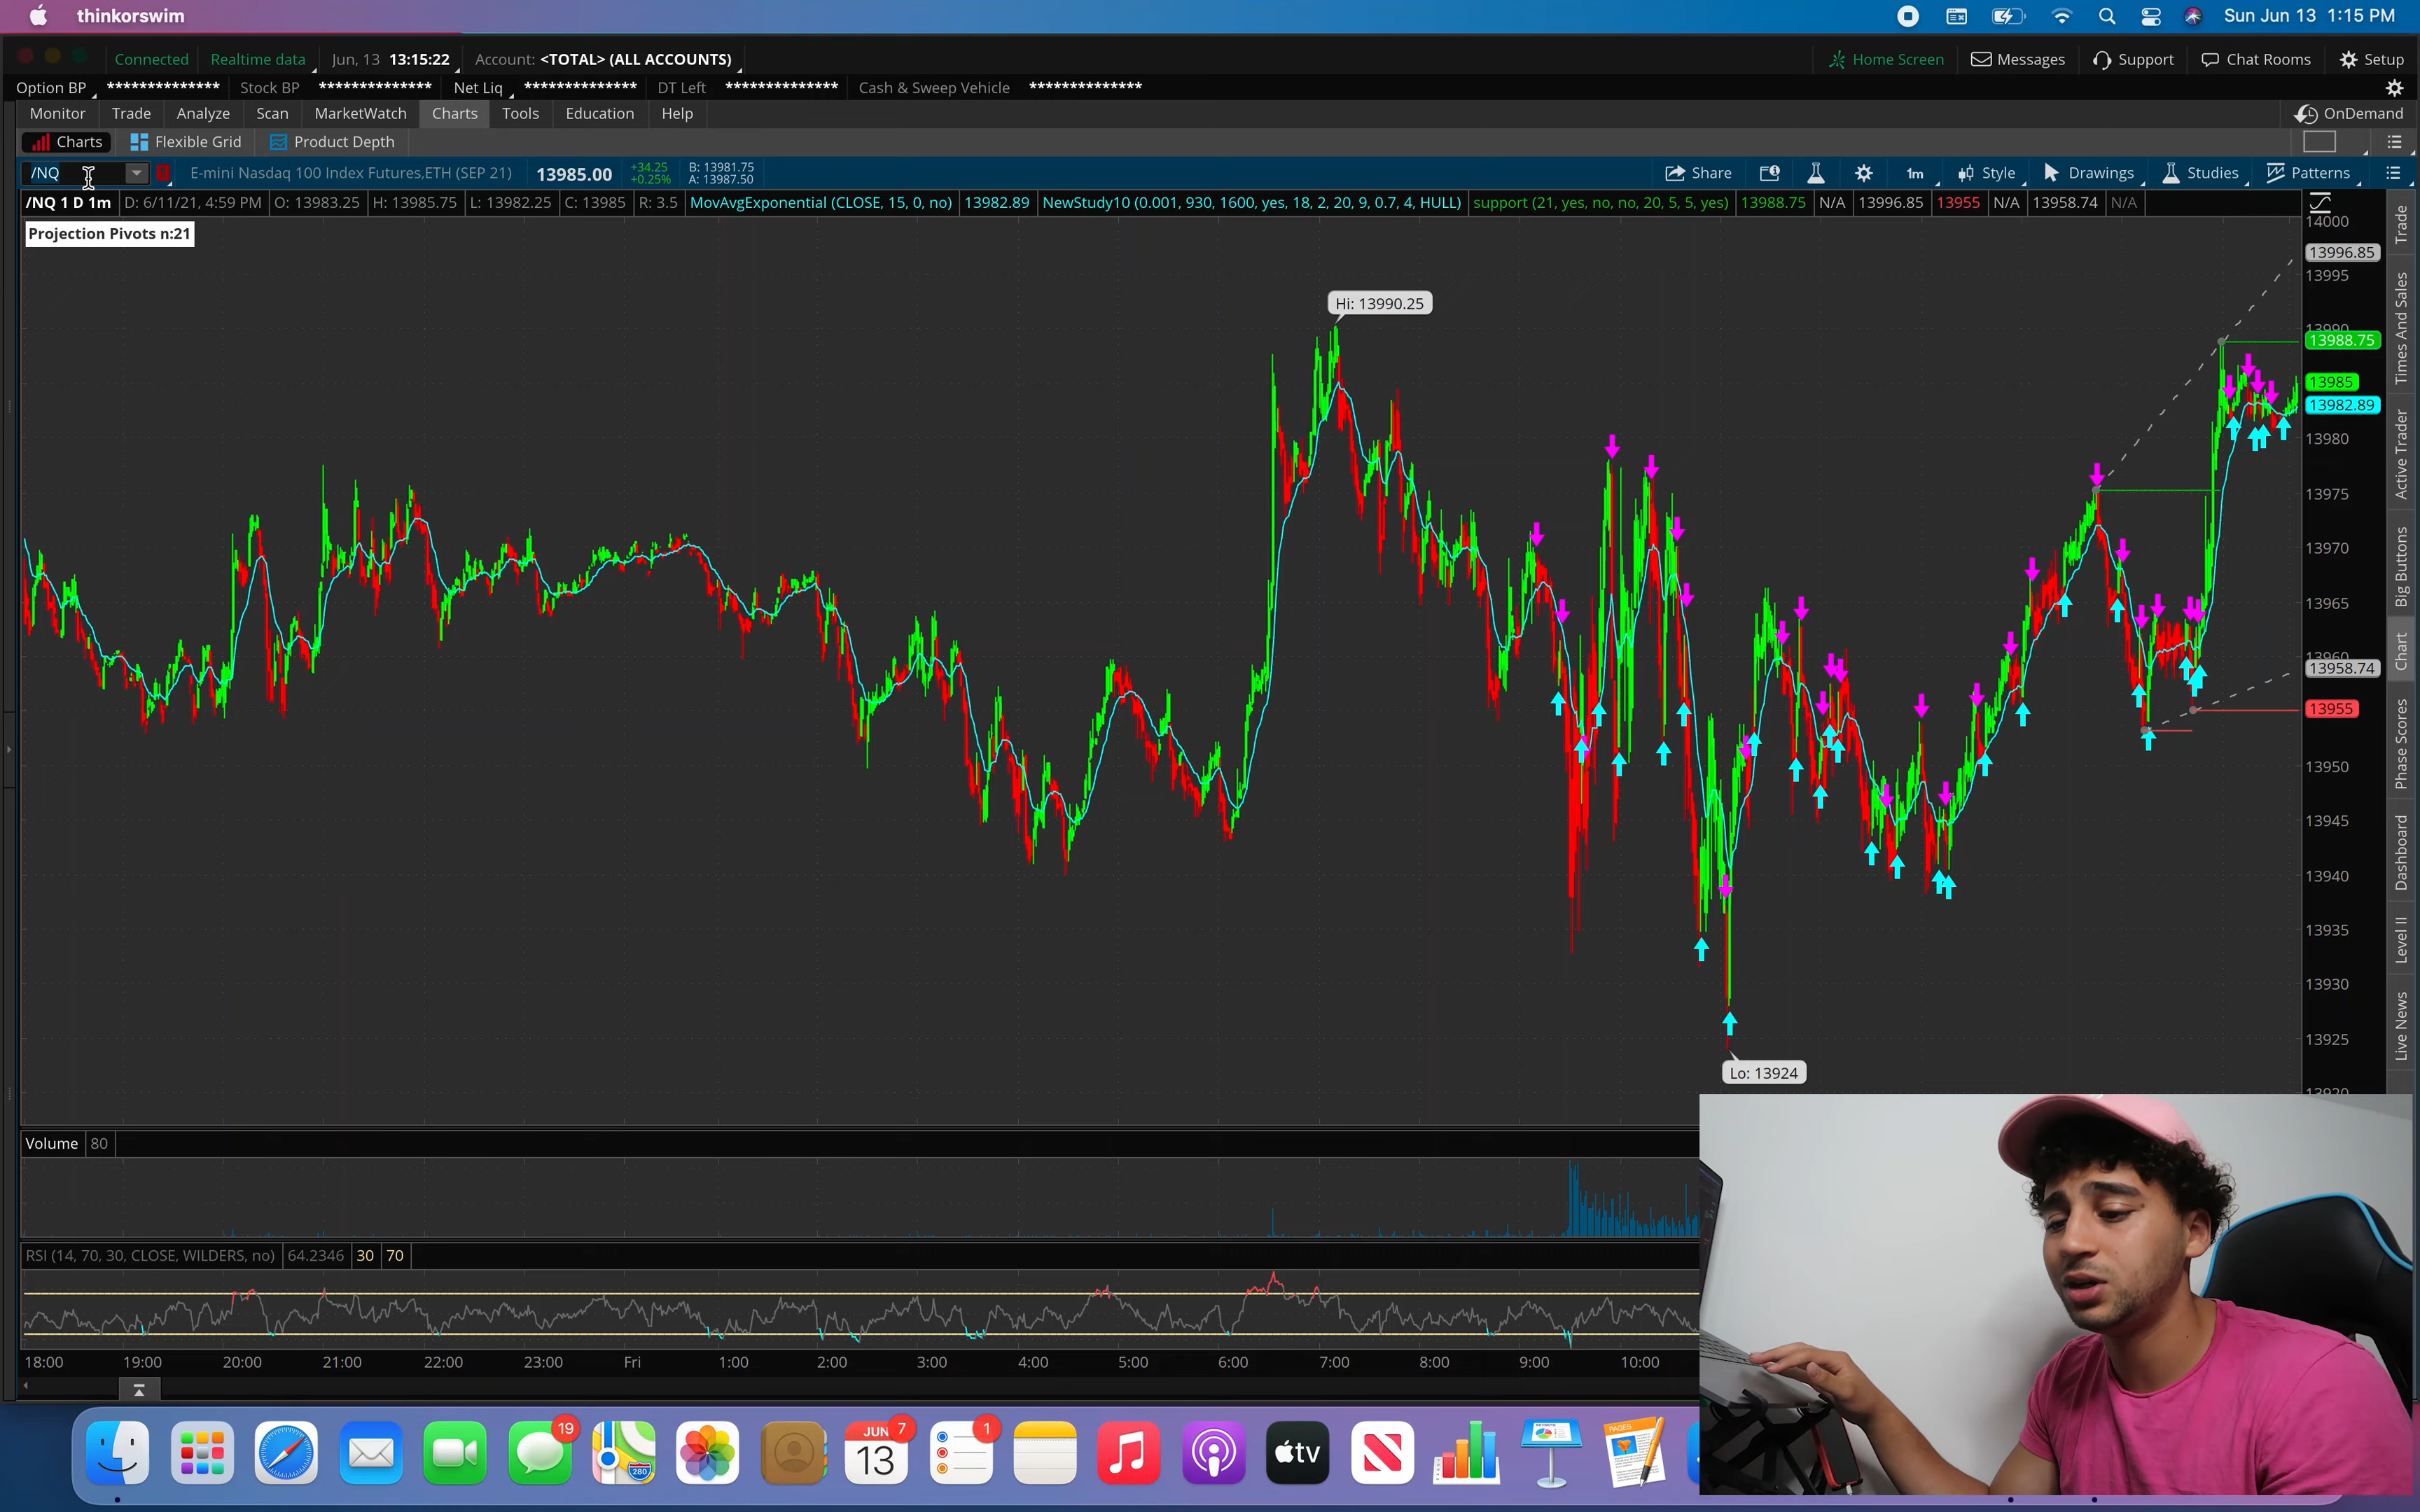 thinkorswim
Sun Jun 13 1:15 PM
Connected Realtime data Jun, 13 13:15:22 Account: <TOTAL> (ALL ACCOUNTS) Home Screen Messages Support Chat Rooms Setup
Option BP ************** Stock BP ************** Net Liq ************** DT Left ************** Cash & Sweep Vehicle **************
Monitor Trade Analyze Scan MarketWatch Charts Tools Education Help OnDemand
Charts Flexible Grid Product Depth
/NQ E-mini Nasdaq 100 Index Futures,ETH (SEP 21) 13985.00 +34.25 B: 13981.75 Share 1m Style Drawings Studies Patterns
+0.25% A: 13987.50
/NQ 1 D 1m D: 6/11/21, 4:59 PM O: 13983.25 H: 13985.75 L: 13982.25 C: 13985 R: 3.5 MovAvgExponential (CLOSE, 15, 0, no) 13982.89 NewStudy10 (0.001, 930, 1600, yes, 18, 2, 20, 9, 0.7, 4, HULL) support (21, yes, no, no, 20, 5, 5, yes) 13988.75 N/A 13996.85 13955 N/A 13958.74 N/A
Projection Pivots n:21
14000
13996.85
13995
Hi: 13990.25
13990
13988.75
13985
13982.89
13980
13975
13970
13965
13960
13958.74
13955
13950
13945
13940
13935
13930
13925
Lo: 13924
13920
Trade
Times And Sales
Active Trader
Big Buttons
Chart
Phase Scores
Dashboard
Level II
Live News
Volume 80
RSI (14, 70, 30, CLOSE, WILDERS, no) 64.2346 30 70
18:00 19:00 20:00 21:00 22:00 23:00 Fri 1:00 2:00 3:00 4:00 5:00 6:00 7:00 8:00 9:00 10:00
19
280
JUN 7
13
1
tv
PAGES